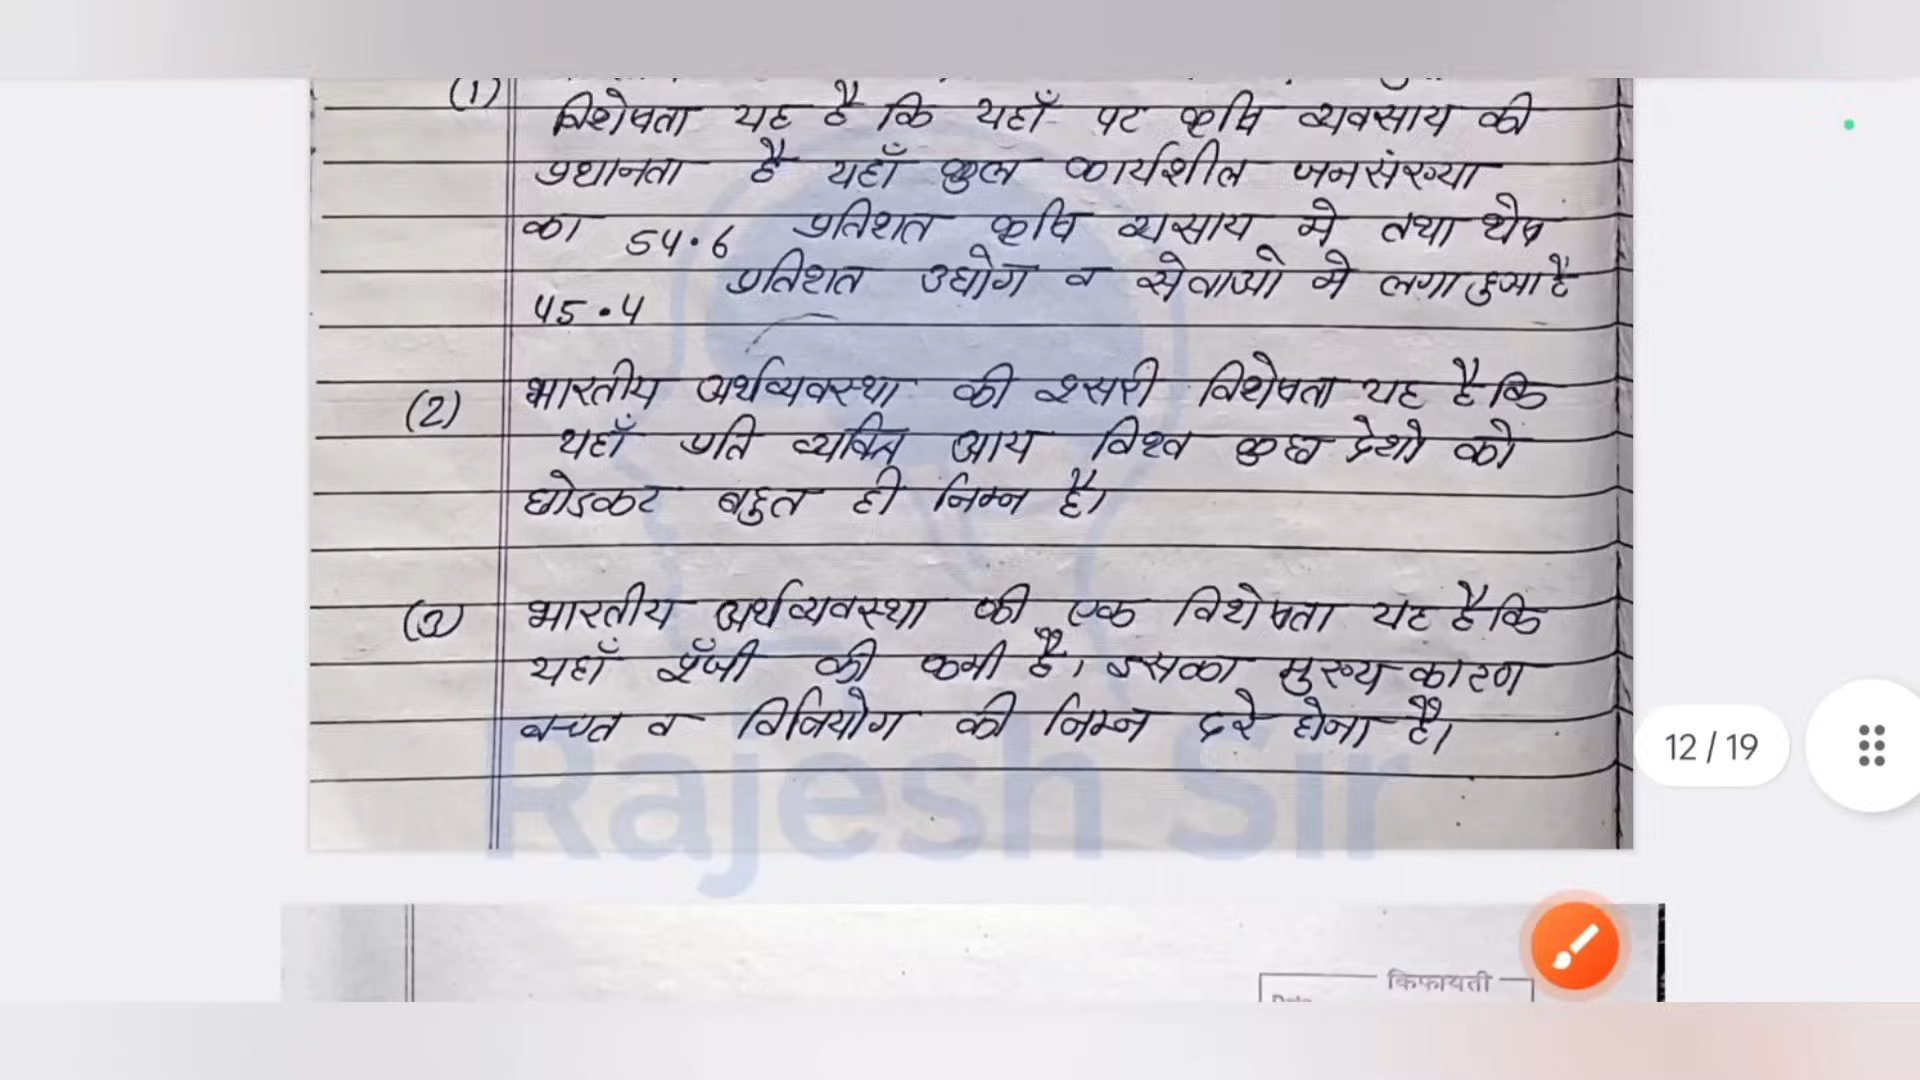 (1)
विशेषता यह है कि यहाँ पर कृषि व्यवसाय की
प्रधानता है यहाँ कुल कार्यशील जनसंख्या
का 54.6 प्रतिशत कृषि व्यसाय मे तथा शेष
45.4 प्रतिशत उद्योग व सेवाओ मे लगा हुआ है
(2) भारतीय अर्थव्यवस्था की दूसरी विशेषता यह है कि
यहाँ प्रति व्यक्ति आय विश्व कुछ देशो को
छोडकर बहुत ही निम्न है।
(3) भारतीय अर्थव्यवस्था की एक विशेषता यह है कि
यहाँ पूँजी की कमी है। इसका मुख्य कारण
बचत व विनियोग की निम्न दरे होना है।
12 / 19
Rajesh Sir
किफायती